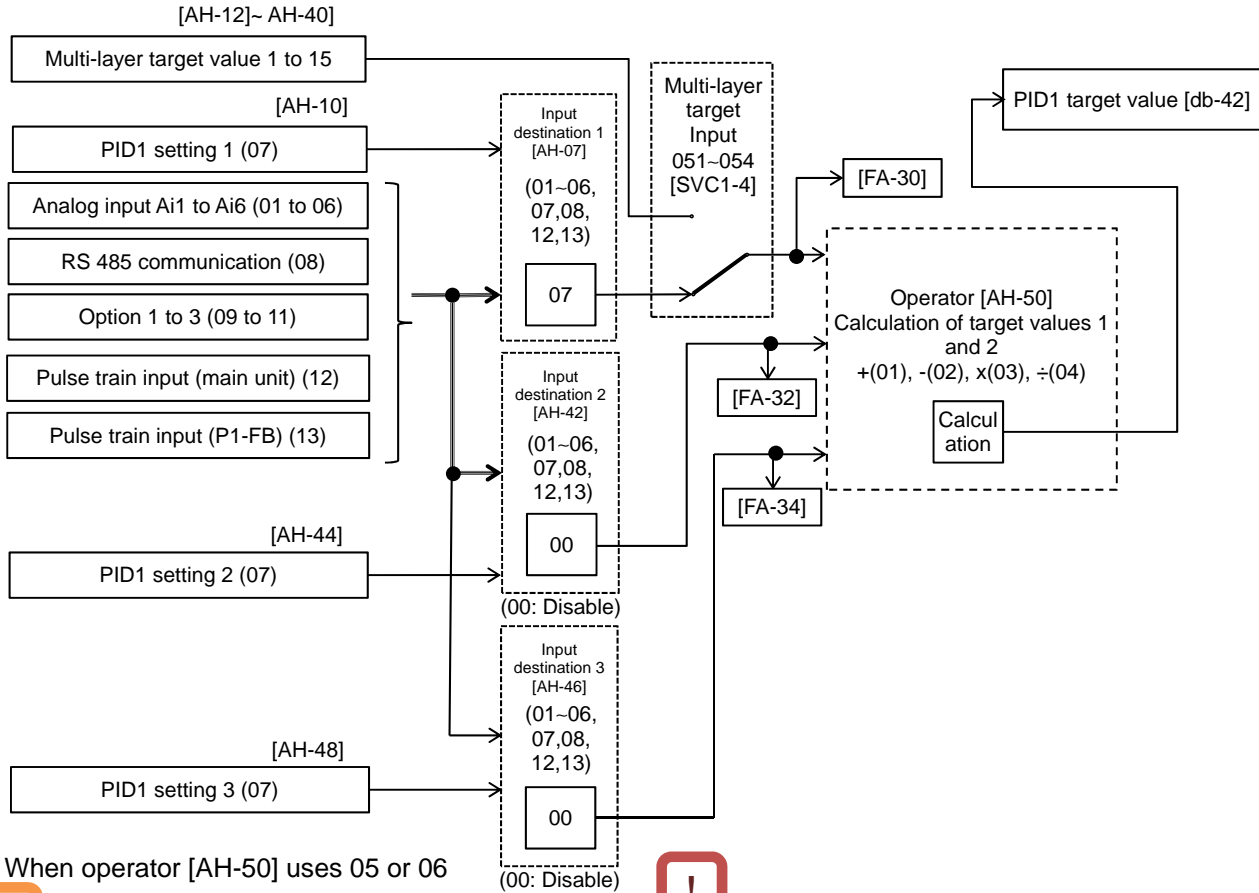 [AH-12]~ AH-40]
Multi-layer target value 1 to 15
[AH-10]
PID1 setting 1 (07)
Analog input Ai1 to Ai6 (01 to 06)
RS 485 communication (08)
Option 1 to 3 (09 to 11)
Pulse train input (main unit) (12)
Pulse train input (P1-FB) (13)
[AH-44]
PID1 setting 2 (07)
[AH-48]
PID1 setting 3 (07)
Input
destination 1
[AH-07]
(01~06,
07,08,
12,13)
07
Input
destination 2
[AH-42]
(01~06,
07,08,
12,13)
00
(00: Disable)
Input
destination 3
[AH-46]
(01~06,
07,08,
12,13)
00
(00: Disable)
Multi-layer
target
Input
051~054
[SVC1-4]
[FA-30]
[FA-32]
[FA-34]
PID1 target value [db-42]
Operator [AH-50]
Calculation of target values 1
and 2
+(01), -(02), x(03), ÷(04)
Calcul
ation
When operator [AH-50] uses 05 or 06
!